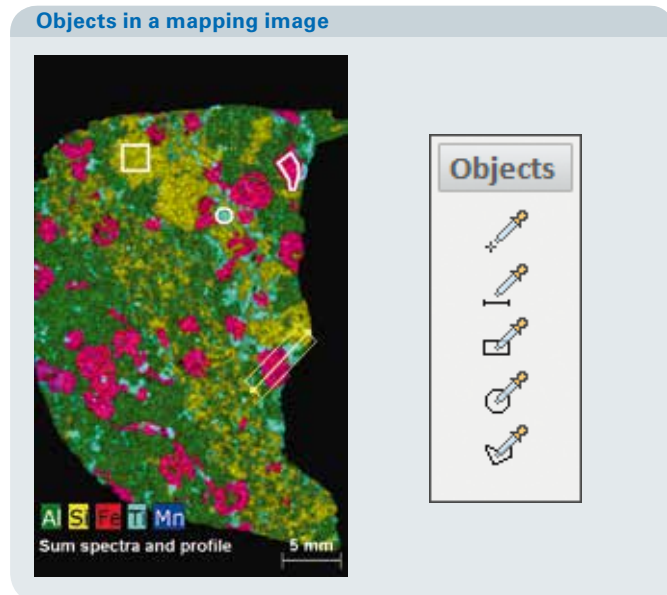 Objects in a mapping image
Objects
Al Si Fe Ti Mn
Sum spectra and profile 5 mm